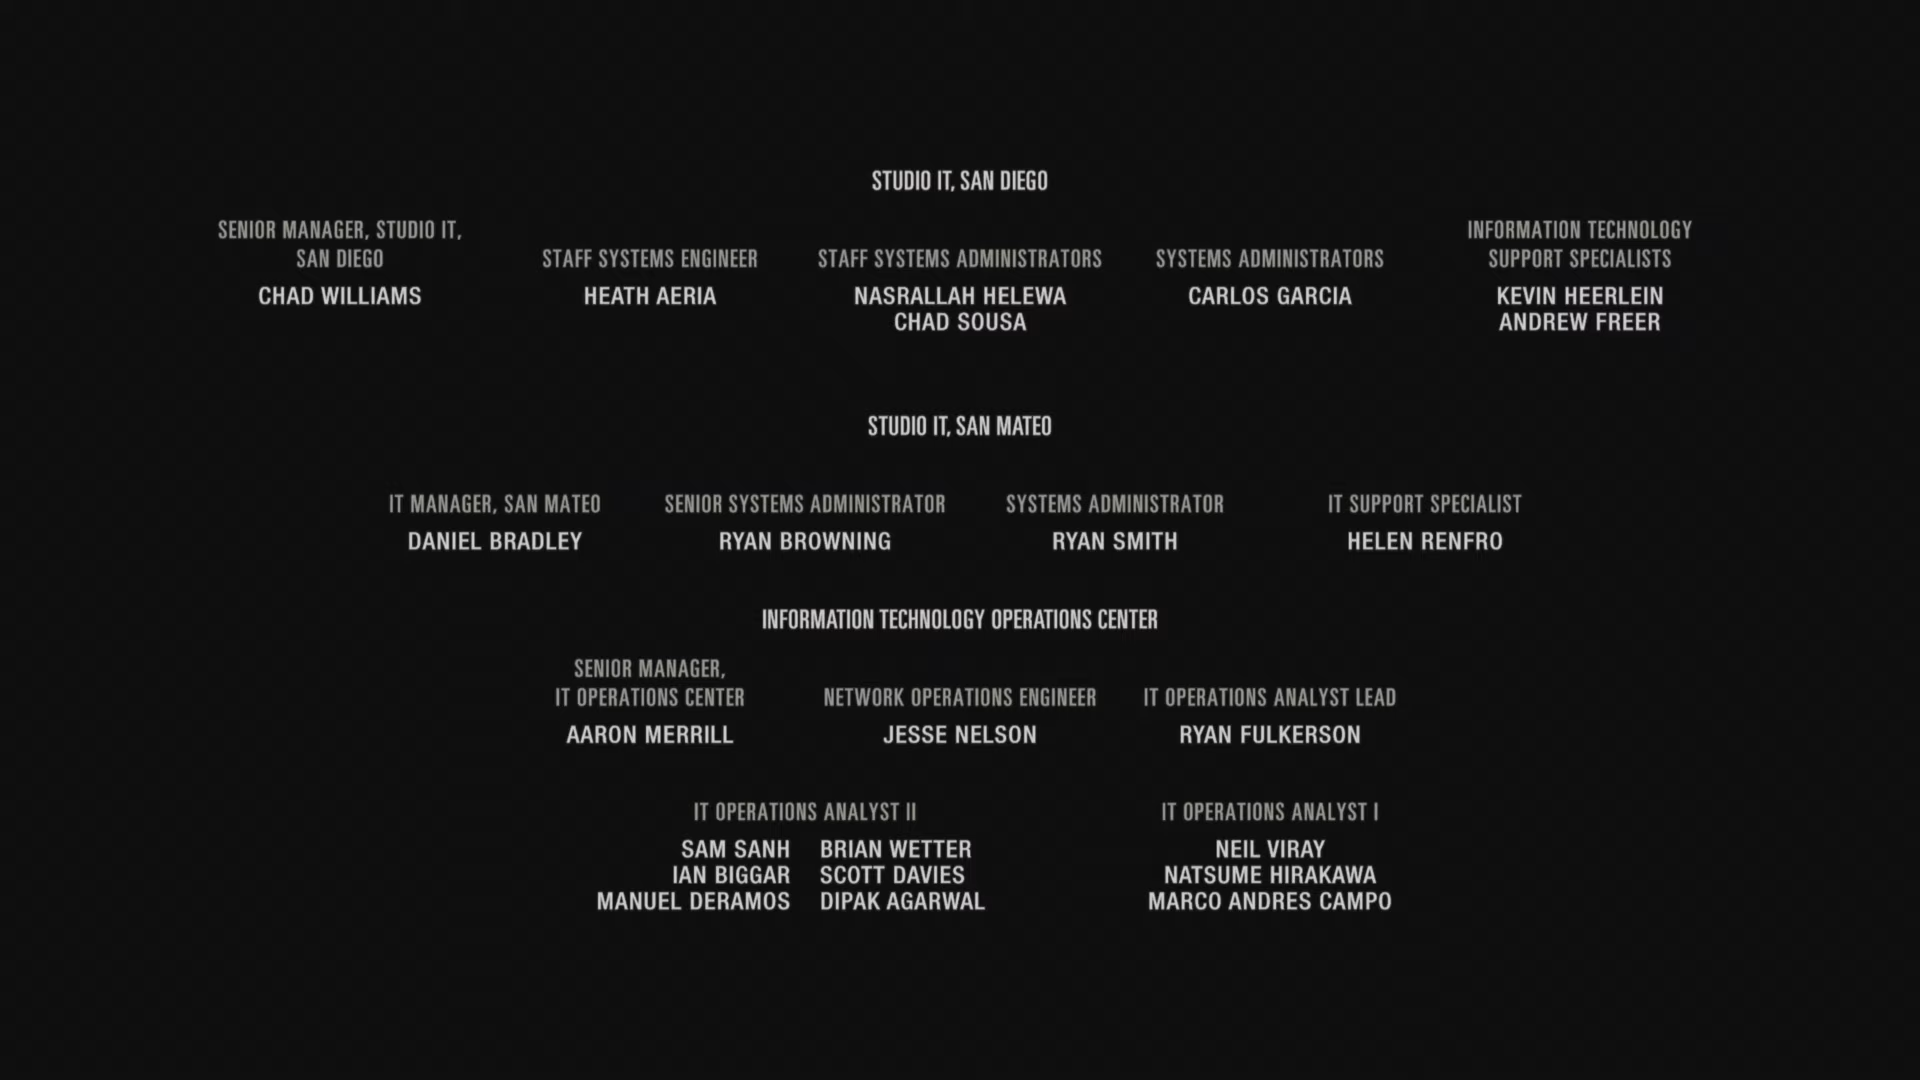 STUDIO IT, SAN DIEGO
SENIOR MANAGER, STUDIO IT,
SAN DIEGO
CHAD WILLIAMS
STAFF SYSTEMS ENGINEER
HEATH AERIA
STAFF SYSTEMS ADMINISTRATORS
NASRALLAH HELEWA
CHAD SOUSA
SYSTEMS ADMINISTRATORS
CARLOS GARCIA
INFORMATION TECHNOLOGY
SUPPORT SPECIALISTS
KEVIN HEERLEIN
ANDREW FREER
STUDIO IT, SAN MATEO
IT MANAGER, SAN MATEO
DANIEL BRADLEY
SENIOR SYSTEMS ADMINISTRATOR
RYAN BROWNING
SYSTEMS ADMINISTRATOR
RYAN SMITH
IT SUPPORT SPECIALIST
HELEN RENFRO
INFORMATION TECHNOLOGY OPERATIONS CENTER
SENIOR MANAGER,
IT OPERATIONS CENTER
AARON MERRILL
NETWORK OPERATIONS ENGINEER
JESSE NELSON
IT OPERATIONS ANALYST LEAD
RYAN FULKERSON
IT OPERATIONS ANALYST II
SAM SANH
IAN BIGGAR
MANUEL DERAMOS
BRIAN WETTER
SCOTT DAVIES
DIPAK AGARWAL
IT OPERATIONS ANALYST I
NEIL VIRAY
NATSUME HIRAKAWA
MARCO ANDRES CAMPO